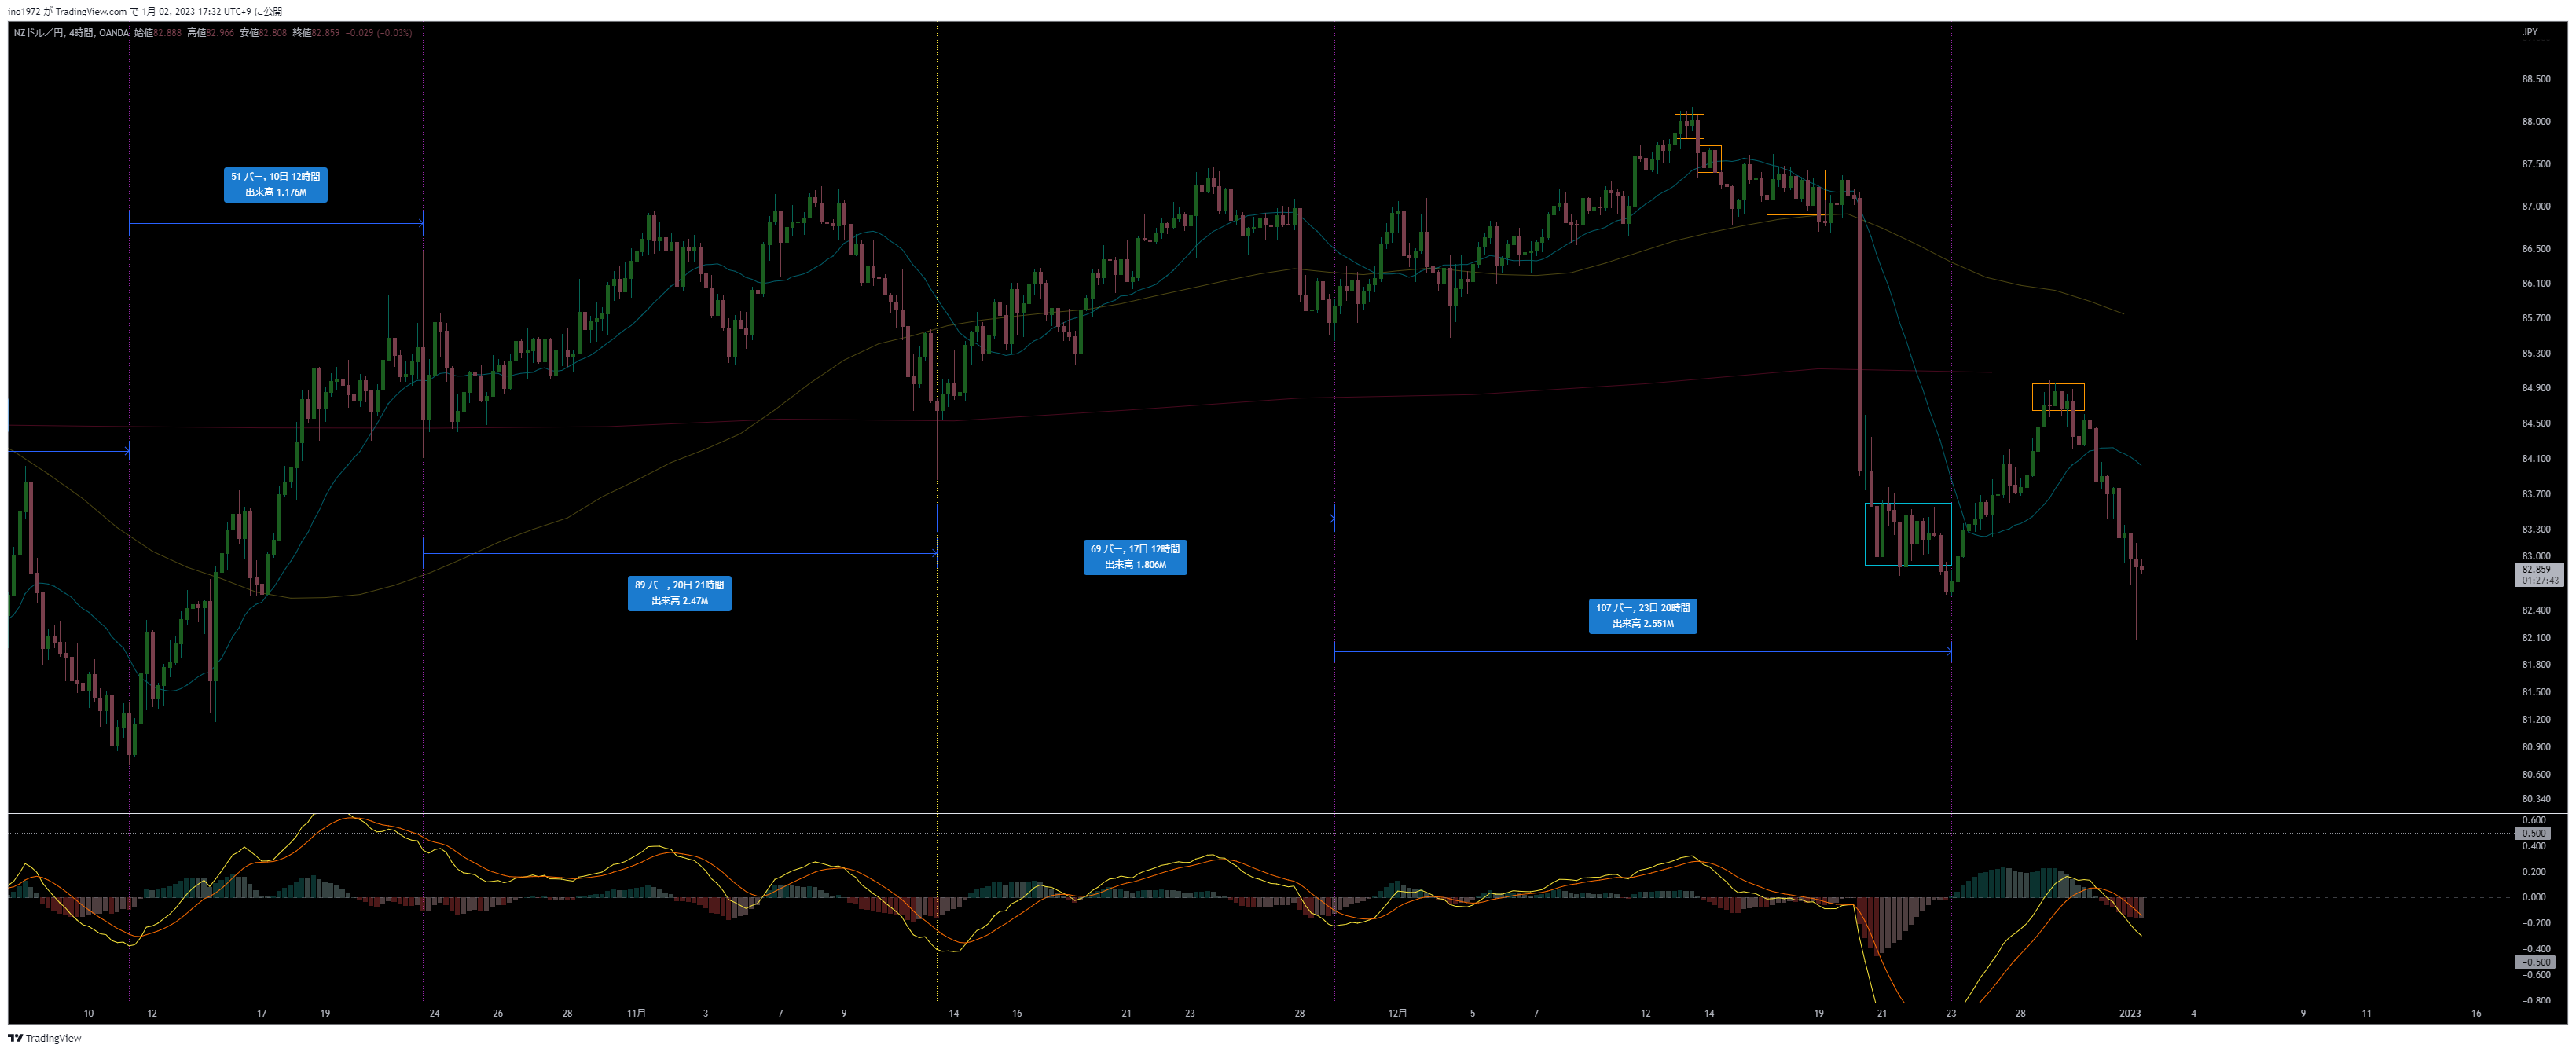 ino1972 が TradingView.com で 1月 02, 2023 17:32 UTC+9 に公開
NZドル／円, 4時間, OANDA 始値82.888 高値82.966 安値82.808 終値82.859 −0.029 (−0.03%)
JPY
88.500
88.000
87.500
87.000
86.500
86.100
85.700
85.300
84.900
84.500
84.100
83.700
83.300
83.000
82.859
01:27:43
82.400
82.100
81.800
81.500
81.200
80.900
80.600
80.340
51 バー, 10日 12時間
出来高 1.176M
89 バー, 20日 21時間
出来高 2.47M
69 バー, 17日 12時間
出来高 1.806M
107 バー, 23日 20時間
出来高 2.551M
0.600
0.500
0.400
0.200
0.000
−0.200
−0.400
−0.500
−0.600
−0.800
10 12 17 19 24 26 28 11月 3 7 9 14 16 21 23 28 12月 5 7 12 14 19 21 23 28 2023 4 9 11 16
TradingView